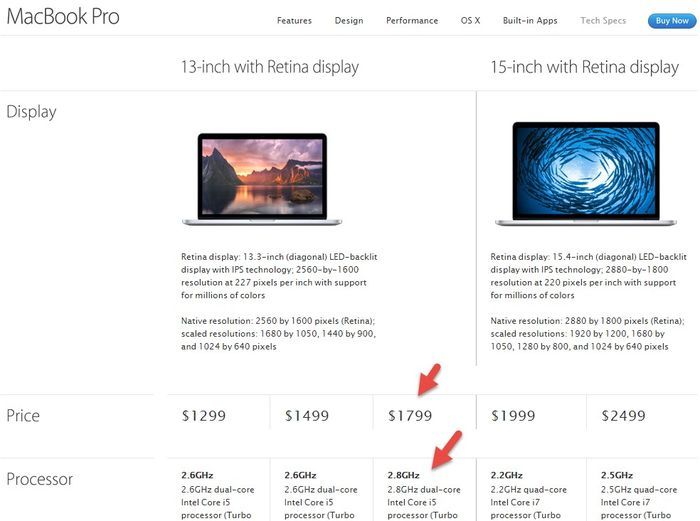 MacBook Pro
Features Design Performance OS X Built-in Apps Tech Specs Buy Now
13-inch with Retina display 15-inch with Retina display
Display
Retina display: 13.3-inch (diagonal) LED-backlit
display with IPS technology; 2560-by-1600
resolution at 227 pixels per inch with support
for millions of colors
Native resolution: 2560 by 1600 pixels (Retina);
scaled resolutions: 1680 by 1050, 1440 by 900,
and 1024 by 640 pixels
Retina display: 15.4-inch (diagonal) LED-backlit
display with IPS technology; 2880-by-1800
resolution at 220 pixels per inch with support
for millions of colors
Native resolution: 2880 by 1800 pixels (Retina);
scaled resolutions: 1920 by 1200, 1680 by
1050, 1280 by 800, and 1024 by 640 pixels
Price $1299 $1499 $1799 $1999 $2499
Processor
2.6GHz
2.6GHz dual-core
Intel Core i5
processor (Turbo
2.6GHz
2.6GHz dual-core
Intel Core i5
processor (Turbo
2.8GHz
2.8GHz dual-core
Intel Core i5
processor (Turbo
2.2GHz
2.2GHz quad-core
Intel Core i7
processor (Turbo
2.5GHz
2.5GHz quad-core
Intel Core i7
processor (Turbo